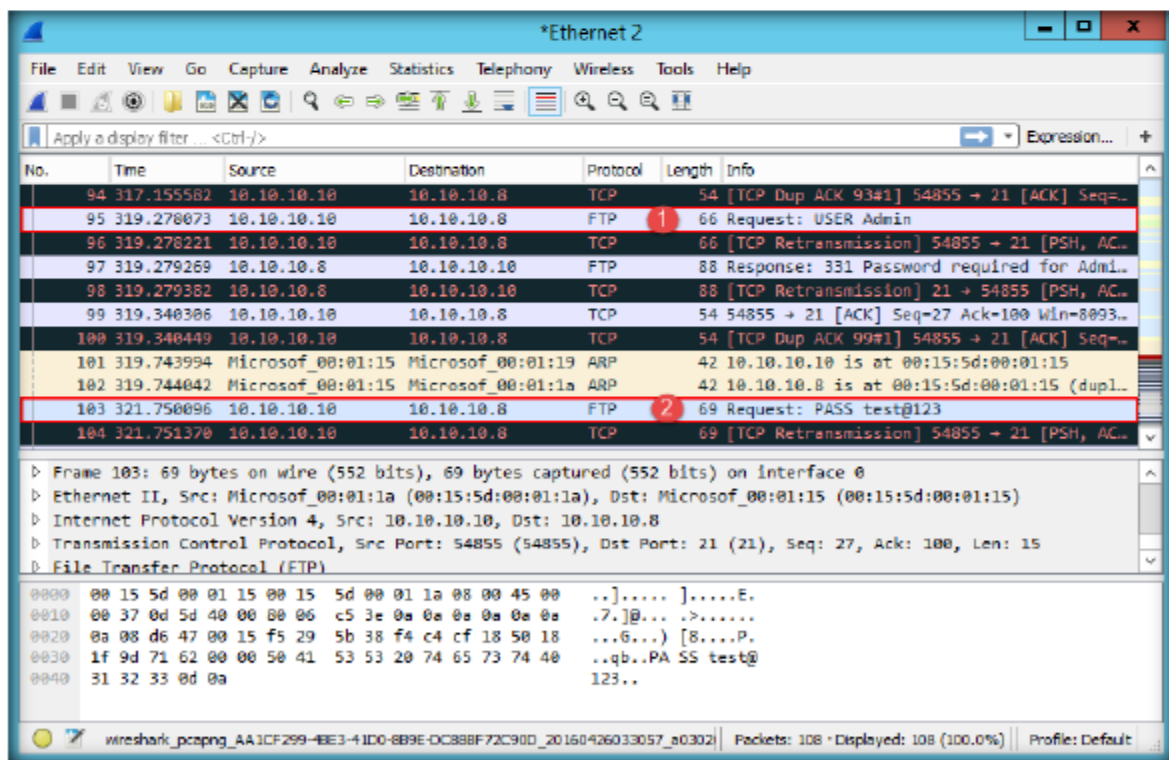 *Ethernet 2
File Edit View Go Capture Analyze Statistics Telephony Wireless Tools Help
Apply a display filter ... <Ctrl-/> Expression... +
No. Time Source Destination Protocol Length Info
94 317.155582 10.10.10.10 10.10.10.8 TCP 54 [TCP Dup ACK 93#1] 54855 → 21 [ACK] Seq=…
95 319.278073 10.10.10.10 10.10.10.8 FTP 1 66 Request: USER Admin
96 319.278221 10.10.10.10 10.10.10.8 TCP 66 [TCP Retransmission] 54855 → 21 [PSH, AC…
97 319.279269 10.10.10.8 10.10.10.10 FTP 88 Response: 331 Password required for Admi…
98 319.279382 10.10.10.8 10.10.10.10 TCP 88 [TCP Retransmission] 21 → 54855 [PSH, AC…
99 319.340306 10.10.10.10 10.10.10.8 TCP 54 54855 → 21 [ACK] Seq=27 Ack=100 Win=8093…
100 319.340449 10.10.10.10 10.10.10.8 TCP 54 [TCP Dup ACK 99#1] 54855 → 21 [ACK] Seq=…
101 319.743994 Microsof_00:01:15 Microsof_00:01:19 ARP 42 10.10.10.10 is at 00:15:5d:00:01:15
102 319.744042 Microsof_00:01:15 Microsof_00:01:1a ARP 42 10.10.10.8 is at 00:15:5d:00:01:15 (dupl…
103 321.750096 10.10.10.10 10.10.10.8 FTP 2 69 Request: PASS test@123
104 321.751370 10.10.10.10 10.10.10.8 TCP 69 [TCP Retransmission] 54855 → 21 [PSH, AC…
Frame 103: 69 bytes on wire (552 bits), 69 bytes captured (552 bits) on interface 0
Ethernet II, Src: Microsof_00:01:1a (00:15:5d:00:01:1a), Dst: Microsof_00:01:15 (00:15:5d:00:01:15)
Internet Protocol Version 4, Src: 10.10.10.10, Dst: 10.10.10.8
Transmission Control Protocol, Src Port: 54855 (54855), Dst Port: 21 (21), Seq: 27, Ack: 100, Len: 15
File Transfer Protocol (FTP)
0000 00 15 5d 00 01 15 00 15 5d 00 01 1a 08 00 45 00 ..]..... ].....E.
0010 00 37 0d 5d 40 00 80 06 c5 3e 0a 0a 0a 0a 0a 0a .7.]@... .>......
0020 0a 08 d6 47 00 15 f5 29 5b 38 f4 c4 cf 18 50 18 ...G...) [8....P.
0030 1f 9d 71 62 00 00 50 41 53 53 20 74 65 73 74 40 ..qb..PA SS test@
0040 31 32 33 0d 0a 123..
wireshark_pcapng_AA1CF299-4BE3-41D0-8B9E-DC888F72C90D_20160426033057_a0302 Packets: 108 · Displayed: 108 (100.0%) Profile: Default